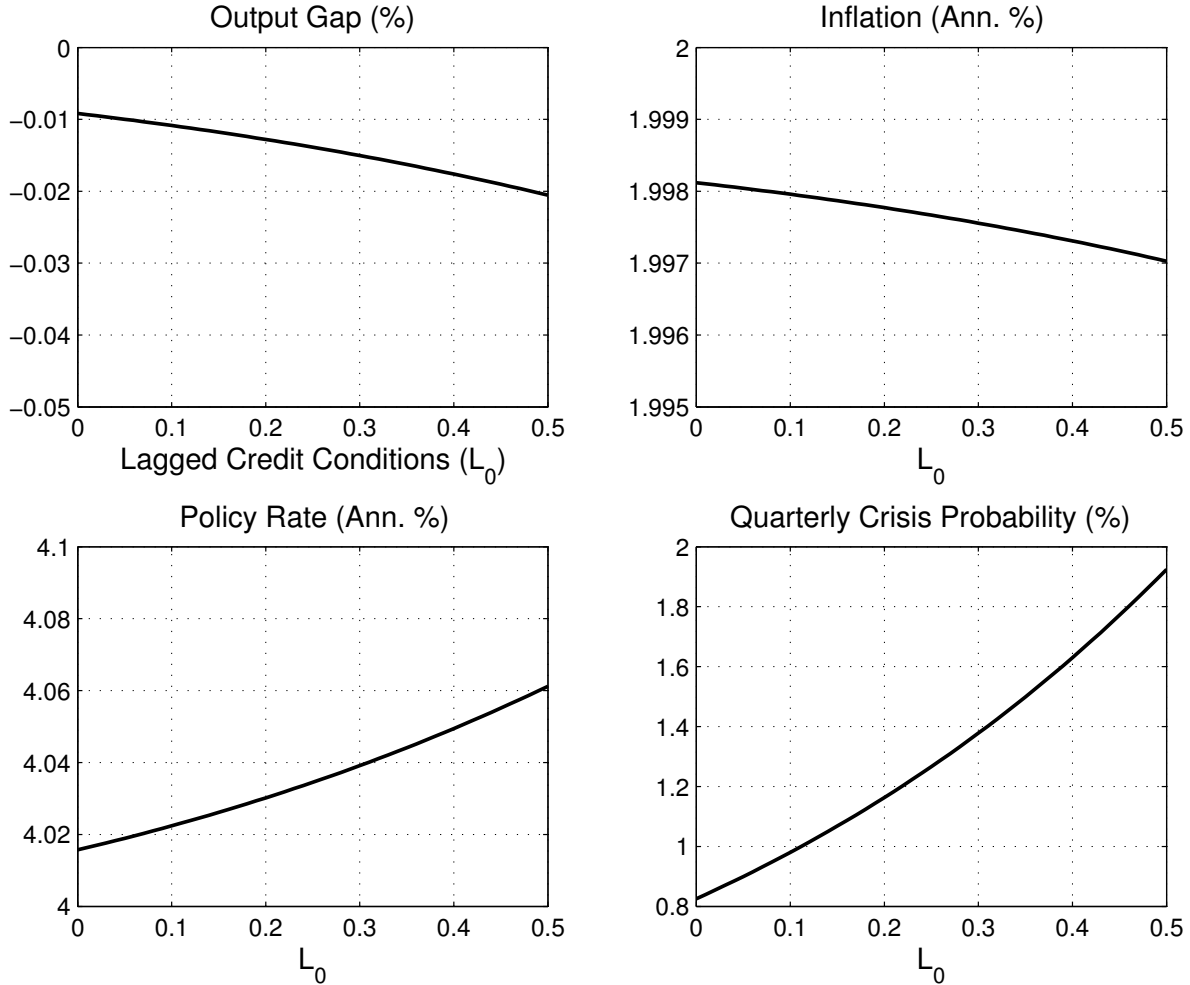 Output Gap (%)
0
−0.01
−0.02
−0.03
−0.04
−0.05
0 0.1 0.2 0.3 0.4 0.5
Lagged Credit Conditions (L0)
Inflation (Ann. %)
2
1.999
1.998
1.997
1.996
1.995
0 0.1 0.2 0.3 0.4 0.5
L0
Policy Rate (Ann. %)
4.1
4.08
4.06
4.04
4.02
4
0 0.1 0.2 0.3 0.4 0.5
L0
Quarterly Crisis Probability (%)
2
1.8
1.6
1.4
1.2
1
0.8
0 0.1 0.2 0.3 0.4 0.5
L0